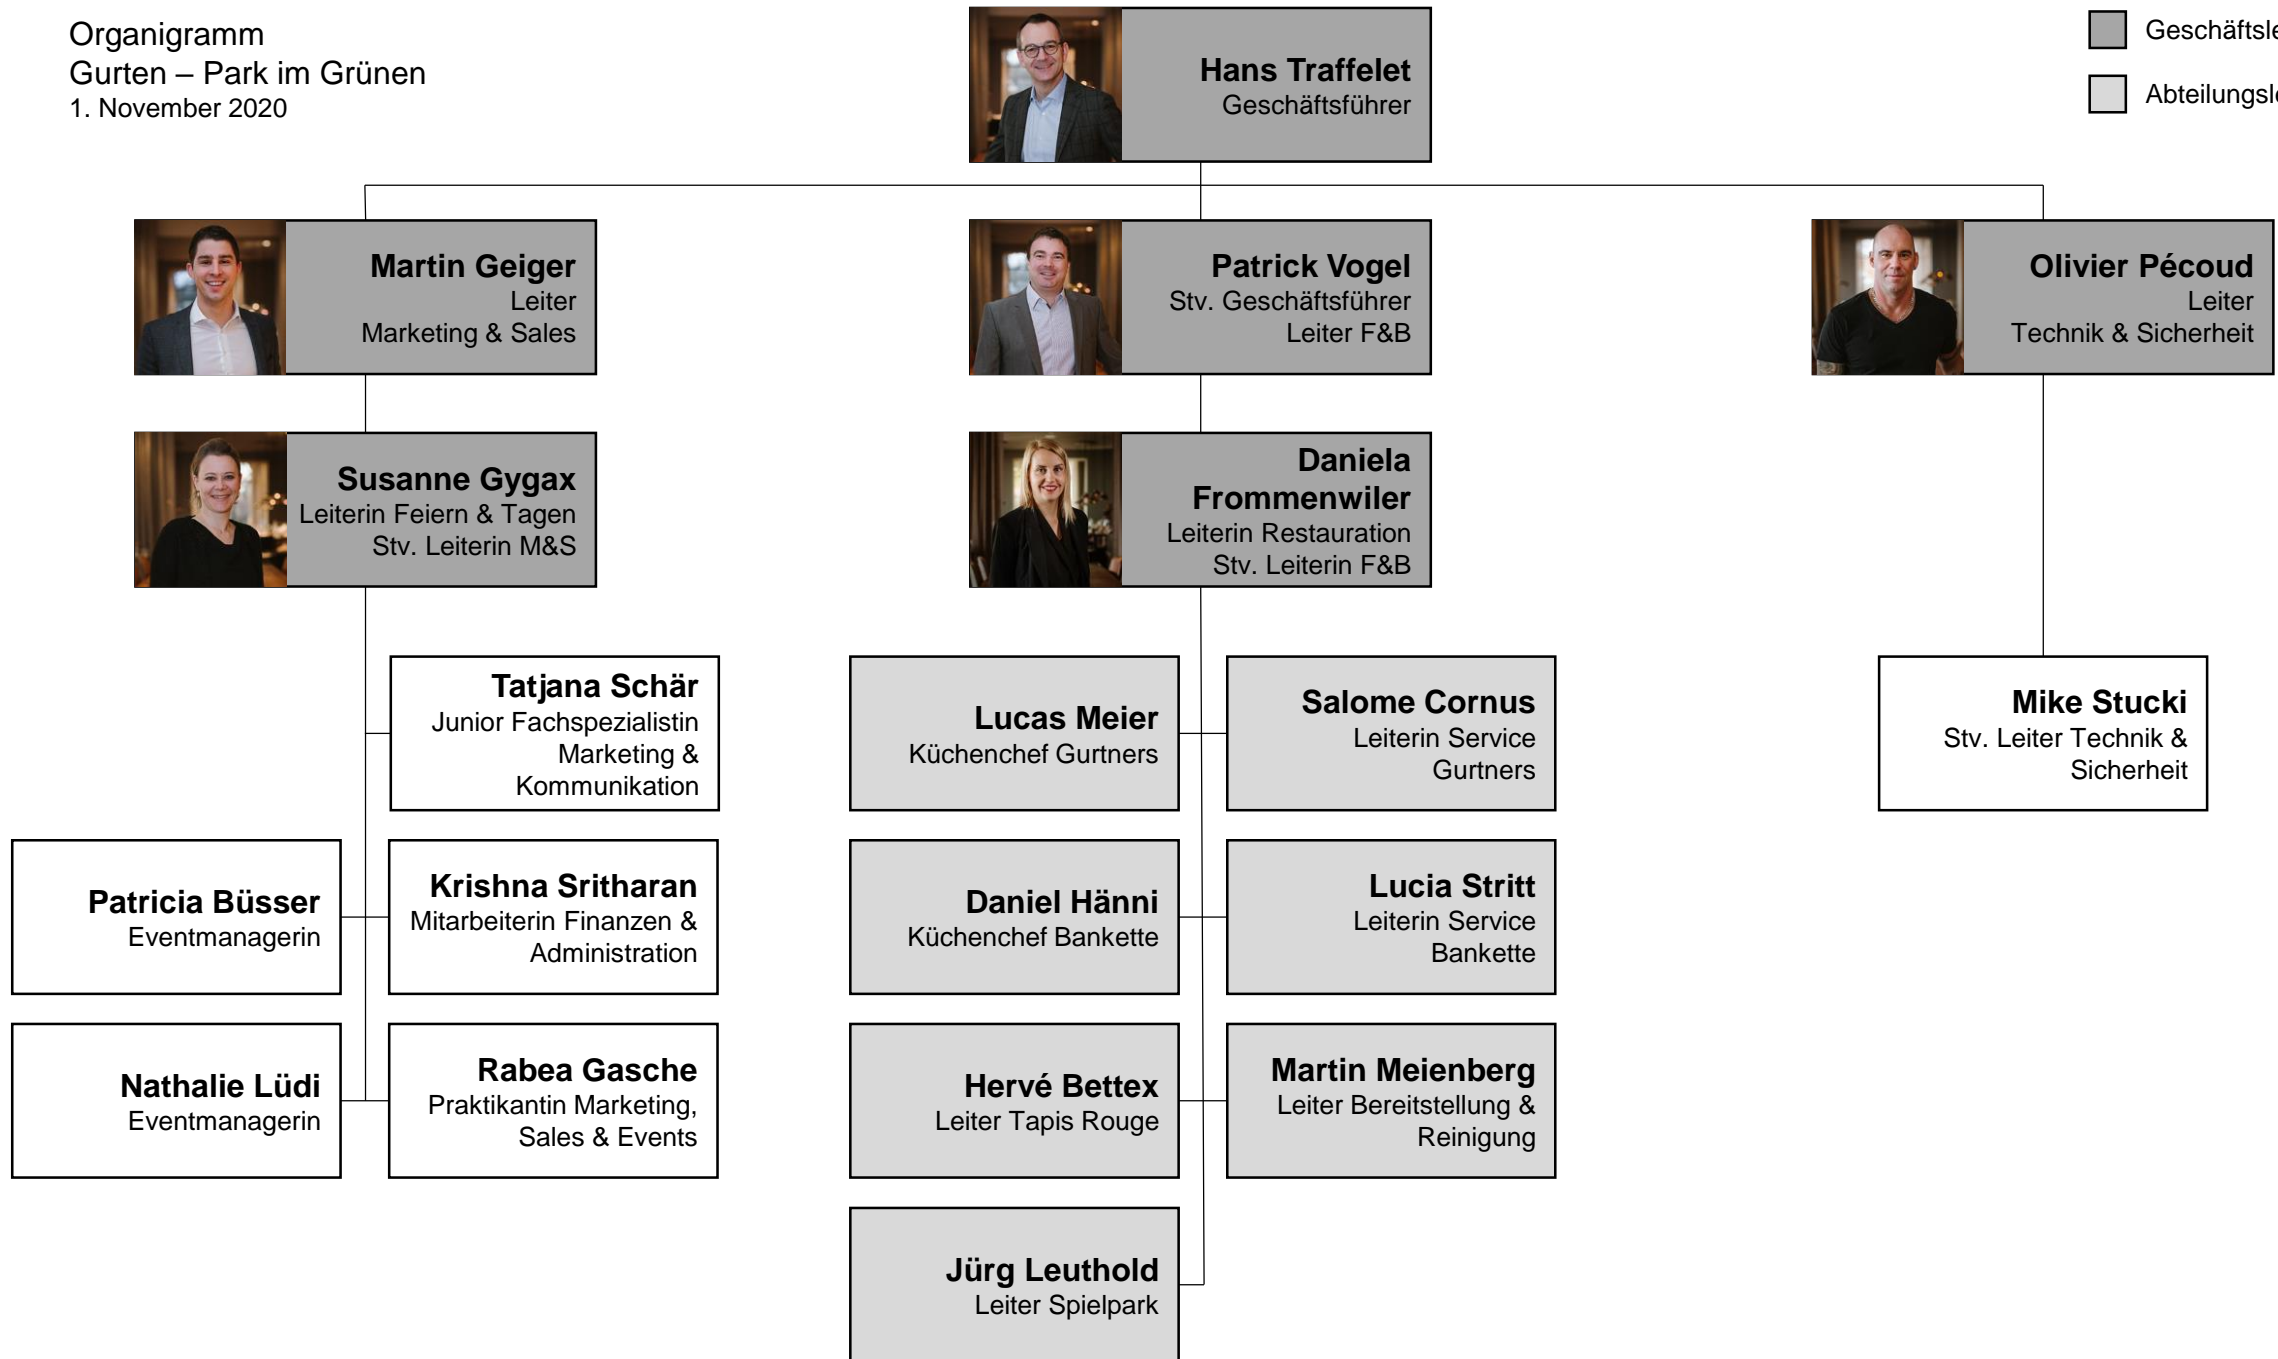 Organigramm
Gurten – Park im Grünen
1. November 2020
Hans Traffelet
Geschäftsführer
Martin Geiger
Leiter
Marketing & Sales
Patrick Vogel
Stv. Geschäftsführer
Leiter F&B
Olivier Pécoud
Leiter
Technik & Sicherheit
Susanne Gygax
Leiterin Feiern & Tagen
Stv. Leiterin M&S
Daniela
Frommenwiler
Leiterin Restauration
Stv. Leiterin F&B
Tatjana Schär
Junior Fachspezialistin
Marketing &
Kommunikation
Lucas Meier
Küchenchef Gurtners
Salome Cornus
Leiterin Service
Gurtners
Mike Stucki
Stv. Leiter Technik &
Sicherheit
Patricia Büsser
Eventmanagerin
Krishna Sritharan
Mitarbeiterin Finanzen &
Administration
Daniel Hänni
Küchenchef Bankette
Lucia Stritt
Leiterin Service
Bankette
Nathalie Lüdi
Eventmanagerin
Rabea Gasche
Praktikantin Marketing,
Sales & Events
Hervé Bettex
Leiter Tapis Rouge
Martin Meienberg
Leiter Bereitstellung &
Reinigung
Jürg Leuthold
Leiter Spielpark